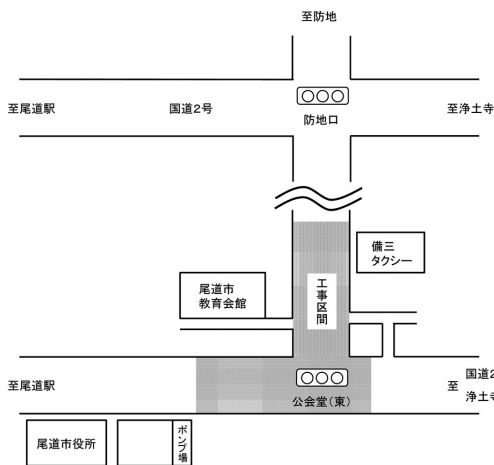 至防地
至尾道駅
国道2号
至浄土寺
防地口
備三
タクシー
尾道市
教育会館
工事区間
至尾道駅
公会堂(東)
至
国道2
浄土寺
尾道市役所
ポンプ場